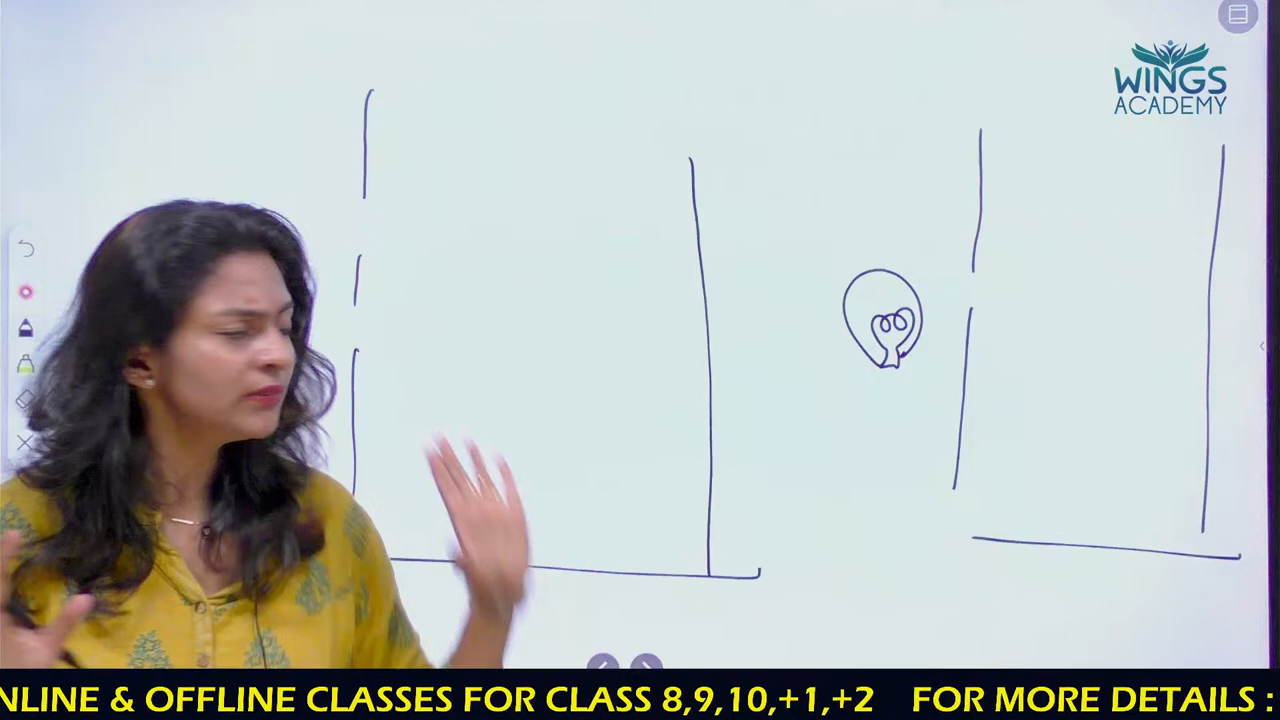 WINGS
ACADEMY
NLINE & OFFLINE CLASSES FOR CLASS 8,9,10,+1,+2 FOR MORE DETAILS :